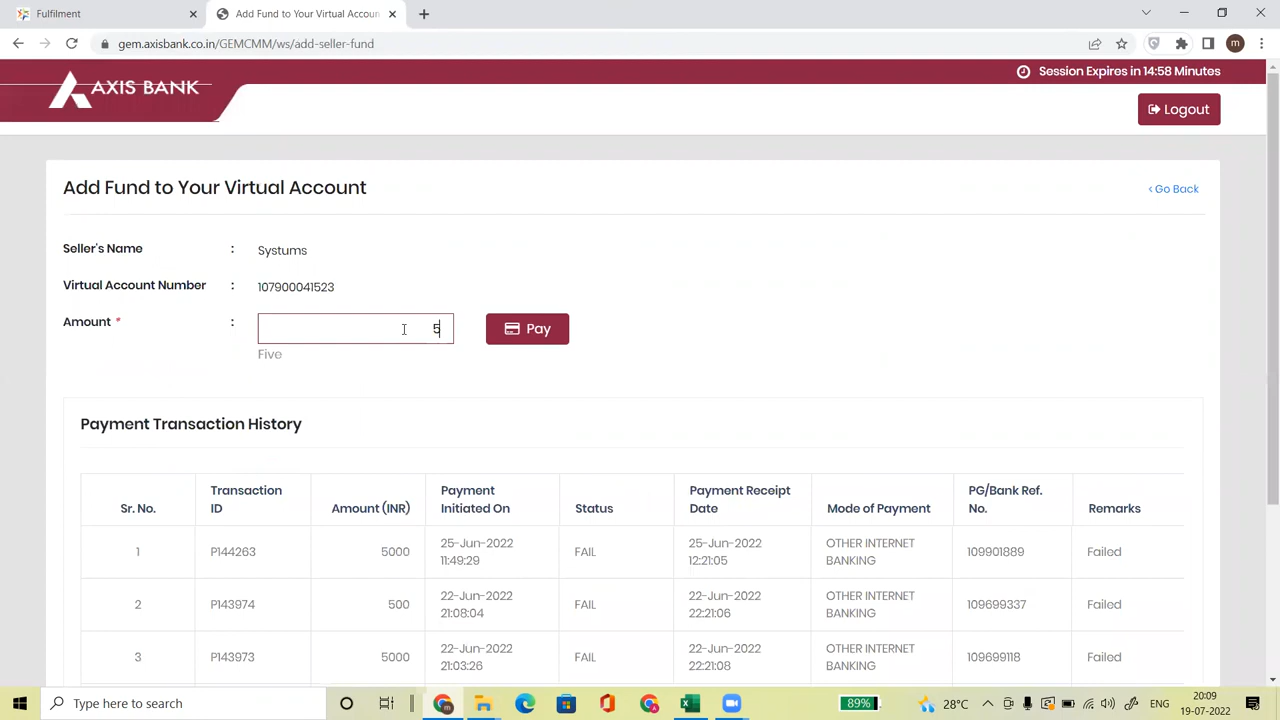 Fulfilment
Add Fund to Your Virtual Accoun
gem.axisbank.co.in/GEMCMM/ws/add-seller-fund
m
AXIS BANK
Session Expires in 14:58 Minutes
Logout
Add Fund to Your Virtual Account
< Go Back
Seller's Name : Systums
Virtual Account Number : 107900041523
Amount * : 5 Pay
Five
Payment Transaction History
Sr. No. Transaction ID Amount (INR) Payment Initiated On Status Payment Receipt Date Mode of Payment PG/Bank Ref. No. Remarks
1 P144263 5000 25-Jun-2022 11:49:29 FAIL 25-Jun-2022 12:21:05 OTHER INTERNET BANKING 109901889 Failed
2 P143974 500 22-Jun-2022 21:08:04 FAIL 22-Jun-2022 22:21:06 OTHER INTERNET BANKING 109699337 Failed
3 P143973 5000 22-Jun-2022 21:03:26 FAIL 22-Jun-2022 22:21:08 OTHER INTERNET BANKING 109699118 Failed
Type here to search
89%
28°C
ENG
20:09
19-07-2022